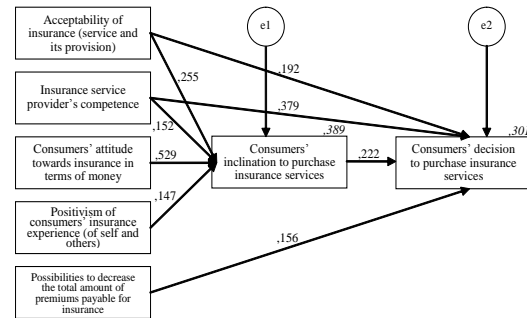 Acceptability of
insurance (service and
its provision)
e1
e2
,192
,255
Insurance service
provider's competence
,379
,152
,389
,301
Consumers' attitude
towards insurance in
terms of money
,529
Consumers'
inclination to purchase
insurance services
,222
Consumers' decision
to purchase insurance
services
,147
Positivism of
consumers' insurance
experience (of self and
others)
,156
Possibilities to decrease
the total amount of
premiums payable for
insurance